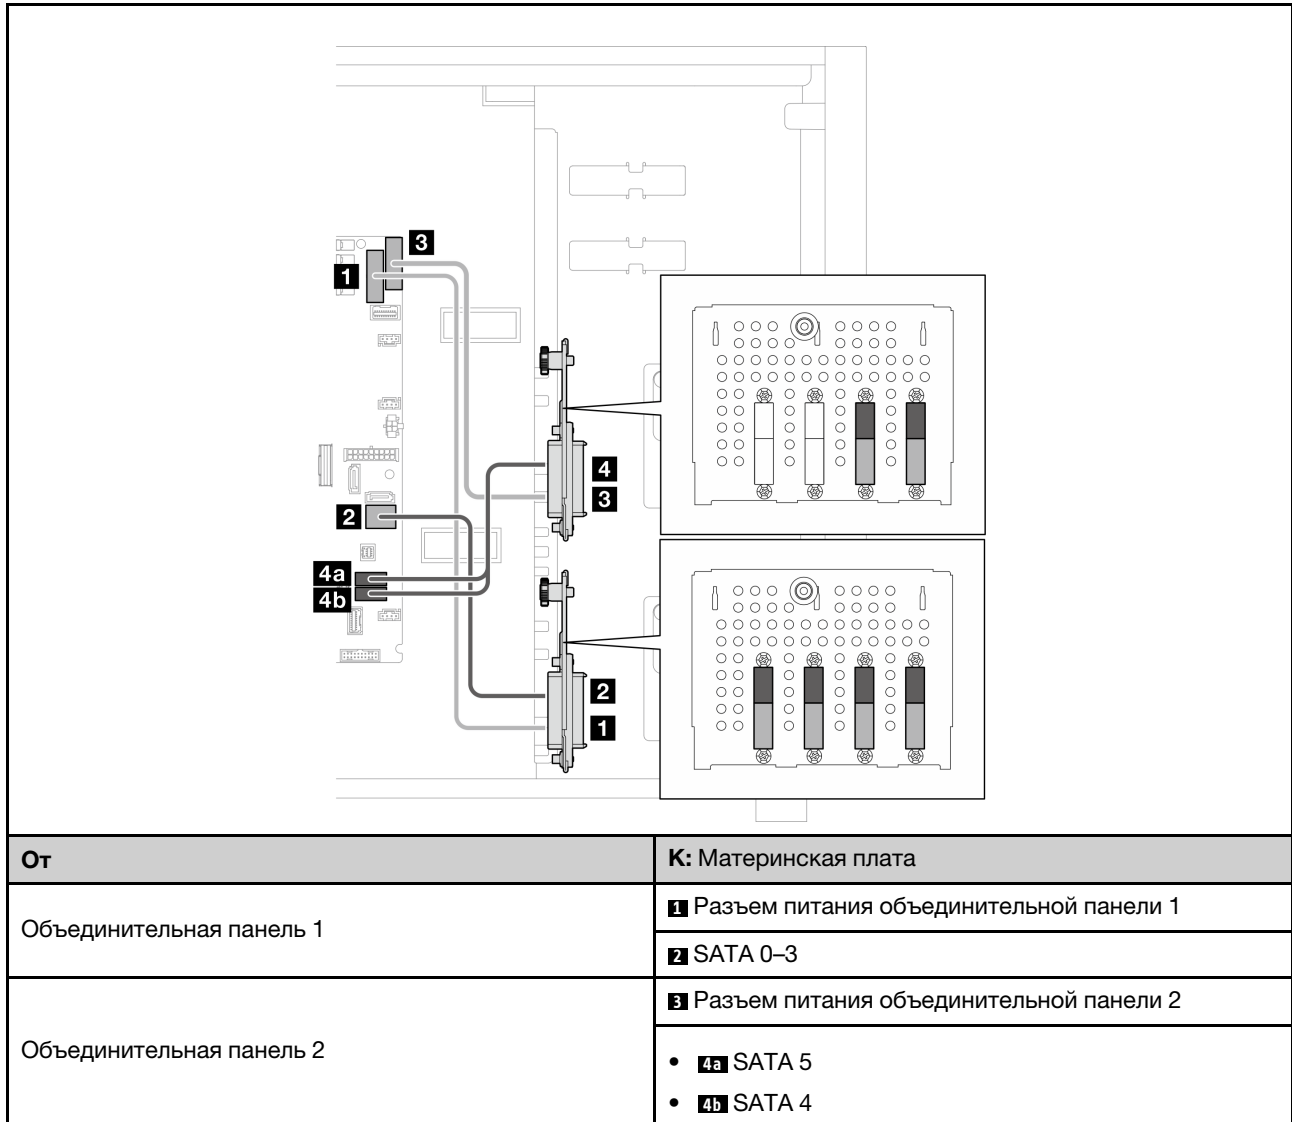 3
1
4
3
2
4a
4b
2
1
От
К: Материнская плата
Объединительная панель 1
1 Разъем питания объединительной панели 1
2 SATA 0–3
Объединительная панель 2
3 Разъем питания объединительной панели 2
• 4a SATA 5
• 4b SATA 4